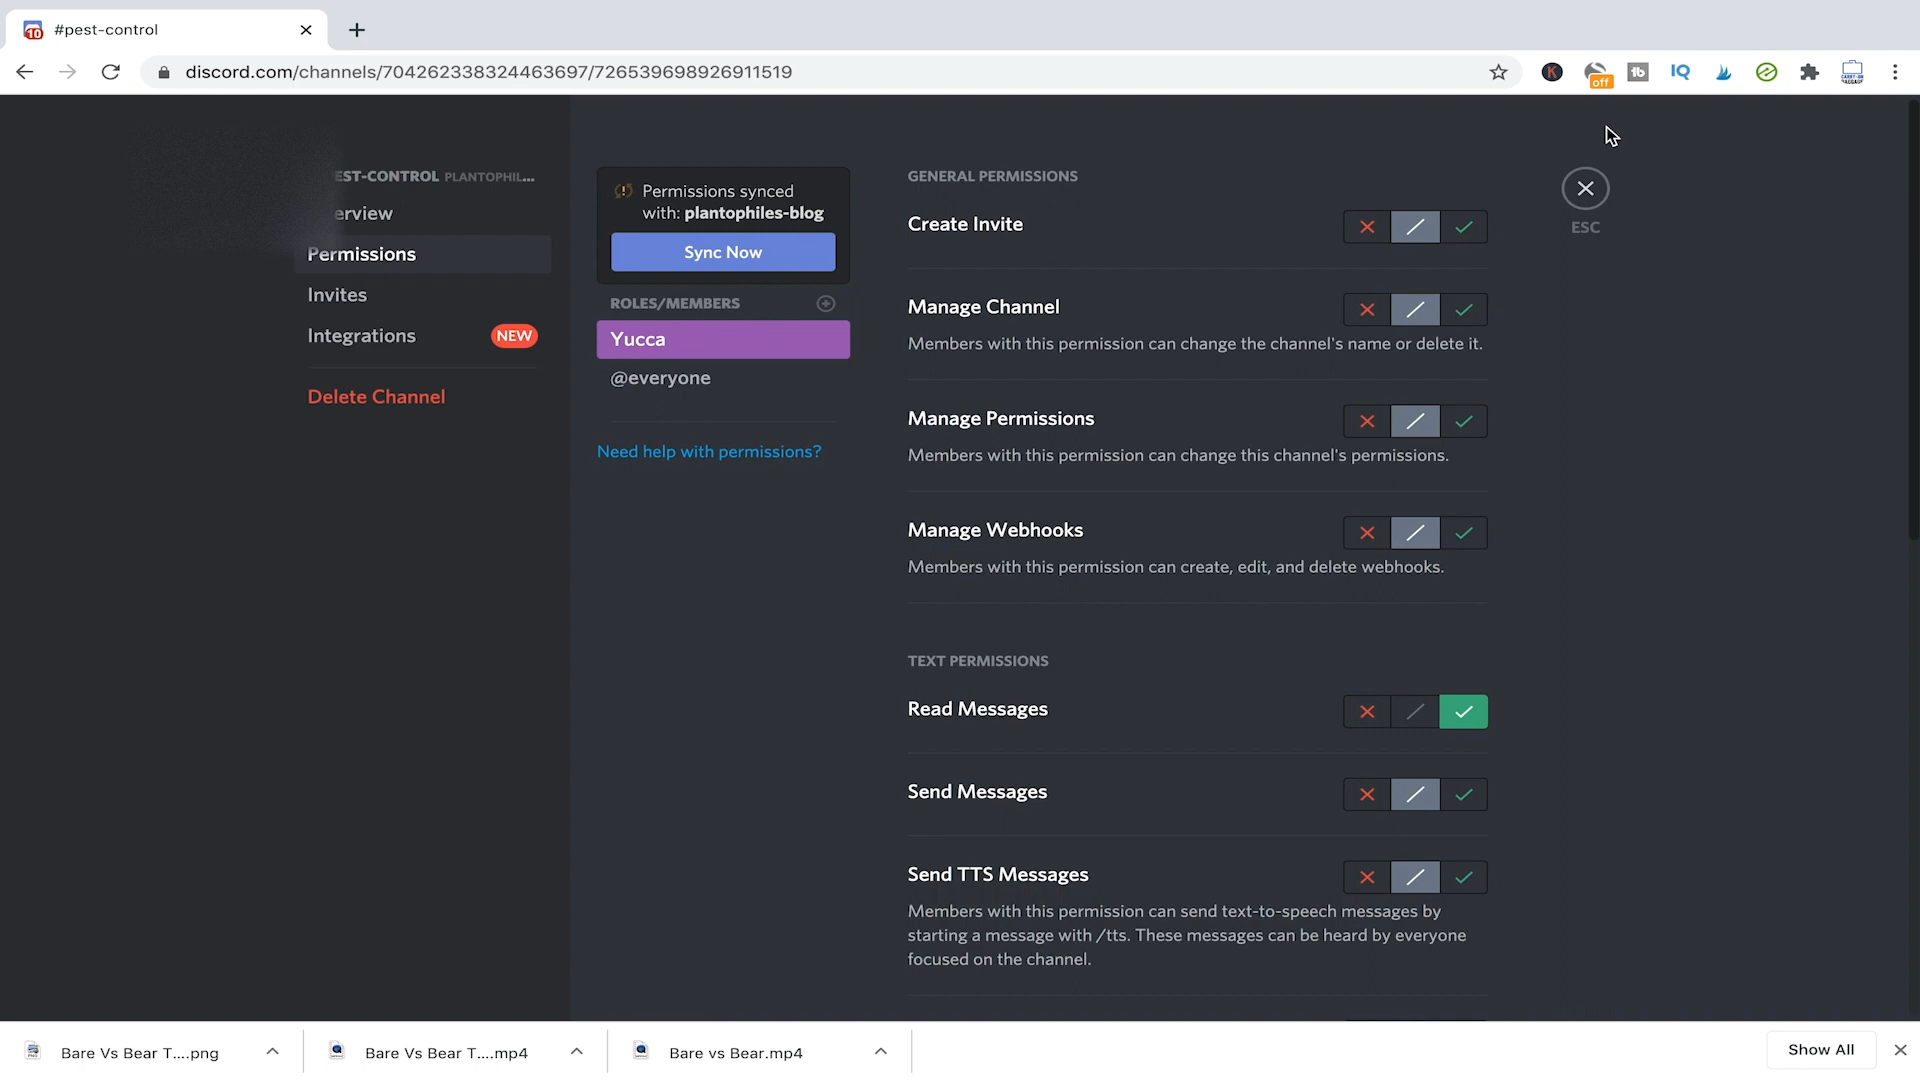 10
#pest-control
discord.com/channels/704262338324463697/726539698926911519
K
off
tb
IQ
EST-CONTROL PLANTOPHIL...
erview
Permissions
Invites
Integrations NEW
Delete Channel
Permissions synced
with: plantophiles-blog
Sync Now
ROLES/MEMBERS
Yucca
@everyone
Need help with permissions?
GENERAL PERMISSIONS
Create Invite
Manage Channel
Members with this permission can change the channel's name or delete it.
Manage Permissions
Members with this permission can change this channel's permissions.
Manage Webhooks
Members with this permission can create, edit, and delete webhooks.
TEXT PERMISSIONS
Read Messages
Send Messages
Send TTS Messages
Members with this permission can send text-to-speech messages by
starting a message with /tts. These messages can be heard by everyone
focused on the channel.
ESC
Bare Vs Bear T....png
Bare Vs Bear T....mp4
Bare vs Bear.mp4
Show All